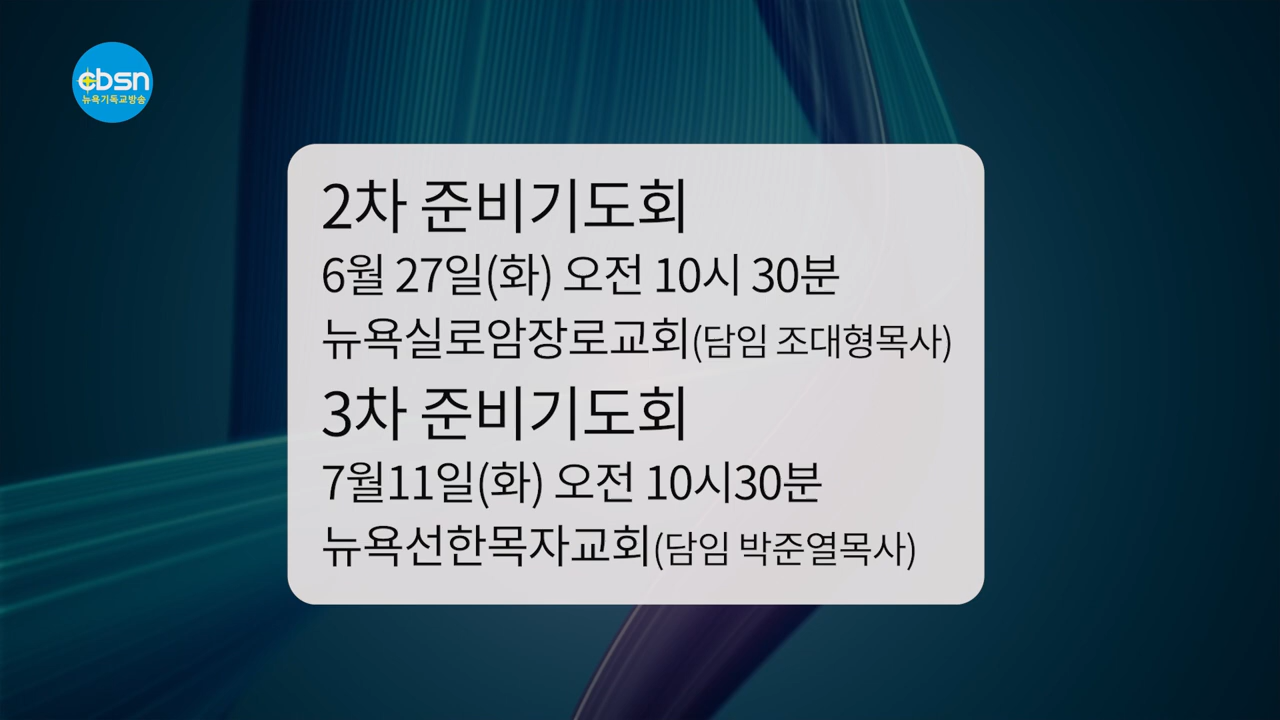 cbsn
뉴욕기독교방송
2차 준비기도회
6월 27일(화) 오전 10시 30분
뉴욕실로암장로교회(담임 조대형목사)
3차 준비기도회
7월11일(화) 오전 10시30분
뉴욕선한목자교회(담임 박준열목사)